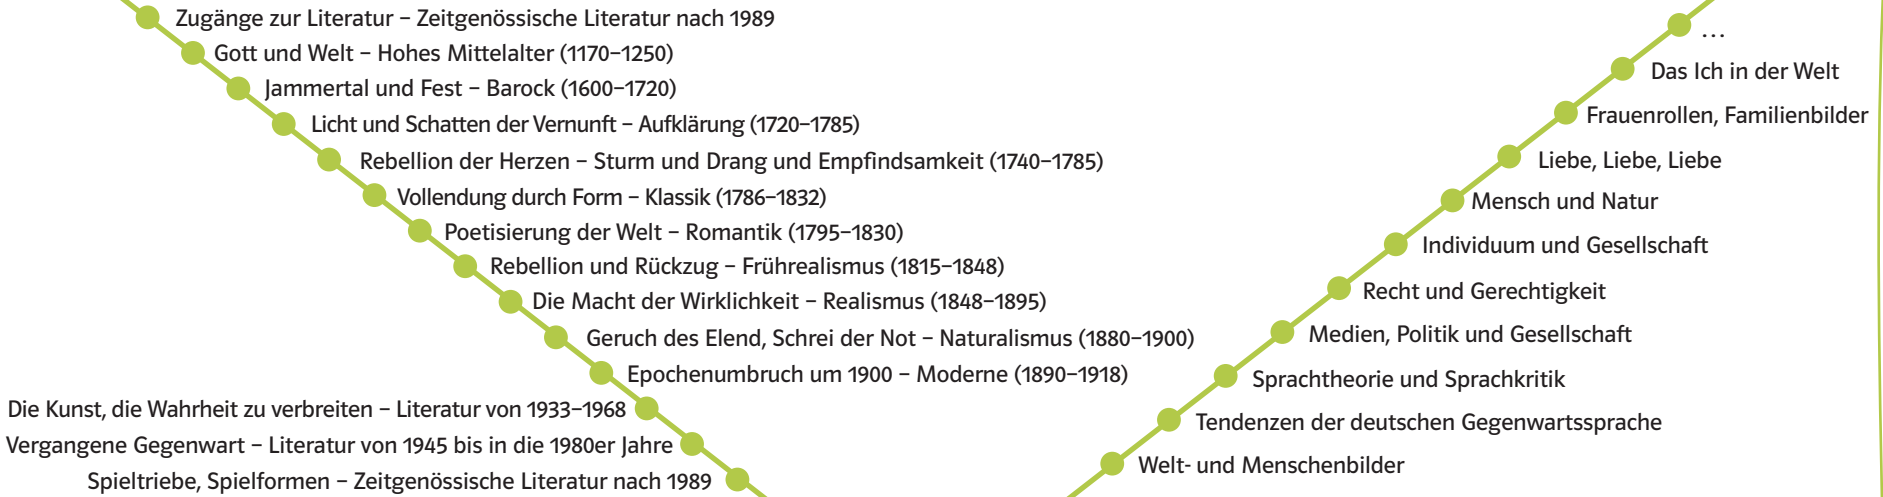 Zugänge zur Literatur – Zeitgenössische Literatur nach 1989
Gott und Welt – Hohes Mittelalter (1170–1250)
Jammertal und Fest – Barock (1600–1720)
Licht und Schatten der Vernunft – Aufklärung (1720–1785)
Rebellion der Herzen – Sturm und Drang und Empfindsamkeit (1740–1785)
Vollendung durch Form – Klassik (1786–1832)
Poetisierung der Welt – Romantik (1795–1830)
Rebellion und Rückzug – Frührealismus (1815–1848)
Die Macht der Wirklichkeit – Realismus (1848–1895)
Geruch des Elend, Schrei der Not – Naturalismus (1880–1900)
Epochenumbruch um 1900 – Moderne (1890–1918)
Die Kunst, die Wahrheit zu verbreiten – Literatur von 1933–1968
Vergangene Gegenwart – Literatur von 1945 bis in die 1980er Jahre
Spieltriebe, Spielformen – Zeitgenössische Literatur nach 1989
...
Das Ich in der Welt
Frauenrollen, Familienbilder
Liebe, Liebe, Liebe
Mensch und Natur
Individuum und Gesellschaft
Recht und Gerechtigkeit
Medien, Politik und Gesellschaft
Sprachtheorie und Sprachkritik
Tendenzen der deutschen Gegenwartssprache
Welt- und Menschenbilder